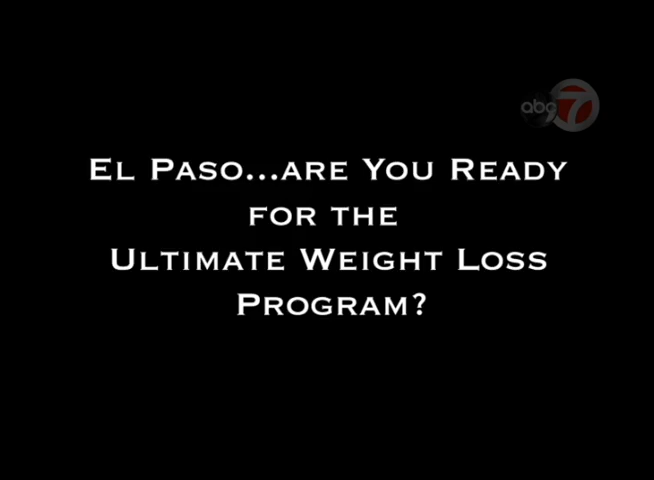 abc 7
El Paso...are You Ready
for the
Ultimate Weight Loss
Program?